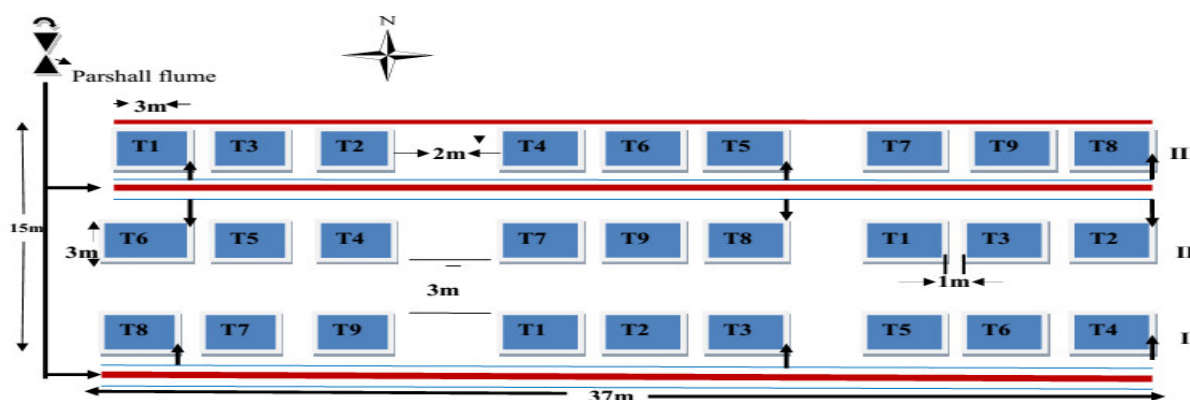 N
Parshall flume
3m
T1 T3 T2 2m T4 T6 T5 T7 T9 T8 III
15m
T6 T5 T4 T7 T9 T8 T1 T3 T2 II
3m
3m
1m
T8 T7 T9 T1 T2 T3 T5 T6 T4 I
37m